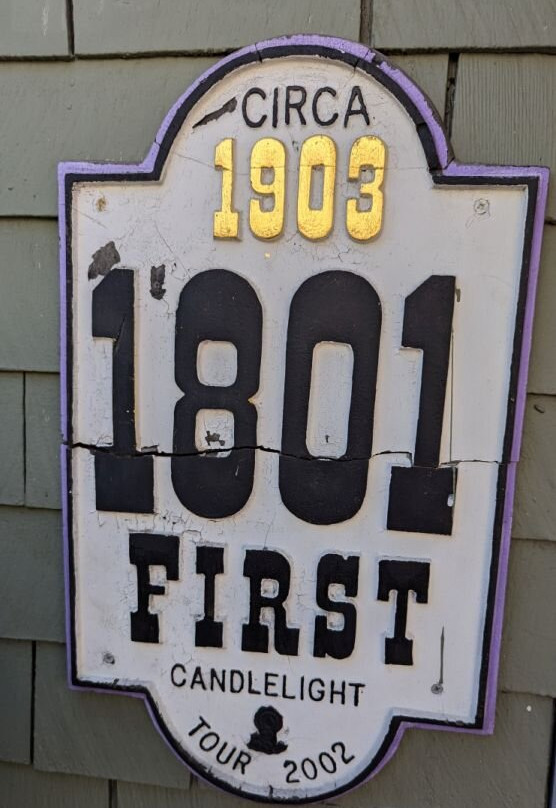 CIRCA
1903
1801
FIRST
CANDLELIGHT
TOUR 2002